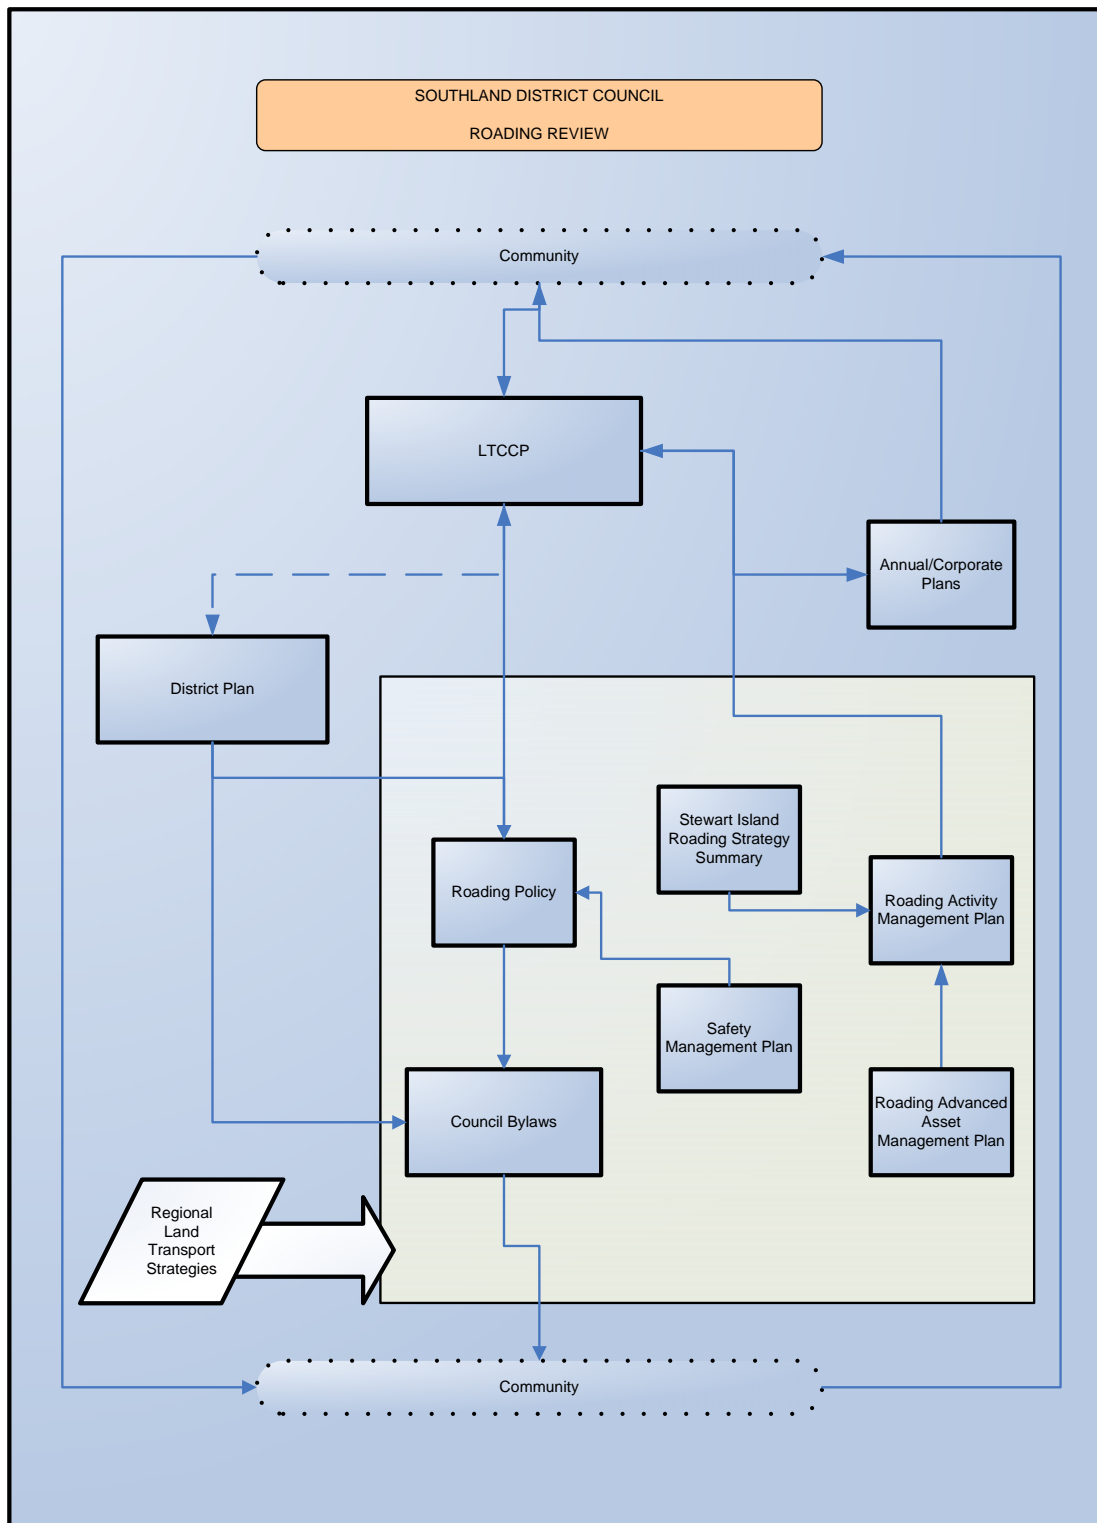 SOUTHLAND DISTRICT COUNCIL
ROADING REVIEW
Community
LTCCP
Annual/Corporate
Plans
District Plan
Stewart Island
Roading Strategy
Summary
Roading Policy
Roading Activity
Management Plan
Safety
Management Plan
Council Bylaws
Roading Advanced
Asset
Management Plan
Regional
Land
Transport
Strategies
Community